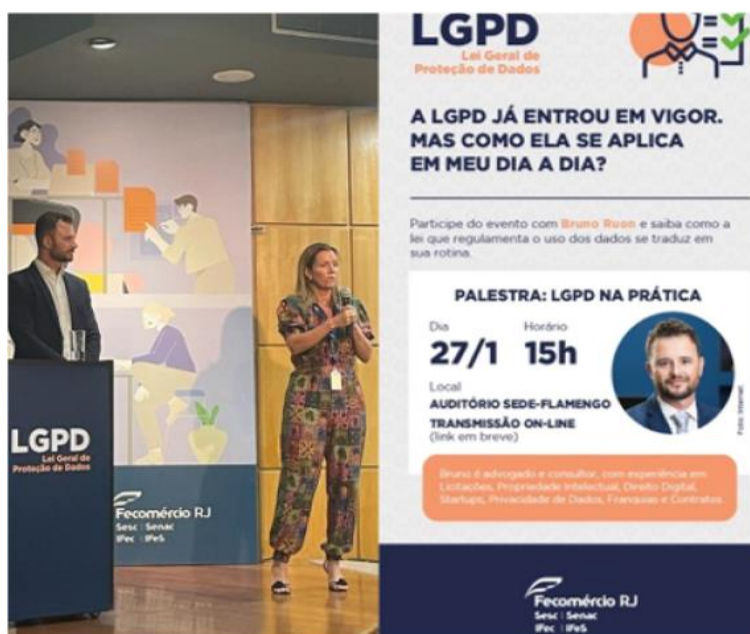 LGPD
Lei Geral de
Proteção de Dados
Fecomércio RJ
Sesc | Senac
IFec | IFeS
LGPD
Lei Geral de
Proteção de Dados
A LGPD JÁ ENTROU EM VIGOR.
MAS COMO ELA SE APLICA
EM MEU DIA A DIA?
Participe do evento com Bruno Ruon e saiba como a
lei que regulamenta o uso dos dados se traduz em
sua rotina.
PALESTRA: LGPD NA PRÁTICA
Dia
Horário
27/1
15h
Local
AUDITÓRIO SEDE-FLAMENGO
TRANSMISSÃO ON-LINE
(link em breve)
Foto: Internet
Bruno é advogado e consultor, com experiência em
Licitações, Propriedade Intelectual, Direito Digital,
Startups, Privacidade de Dados, Franquias e Contratos.
Fecomércio RJ
Sesc | Senac
IFec | IFeS